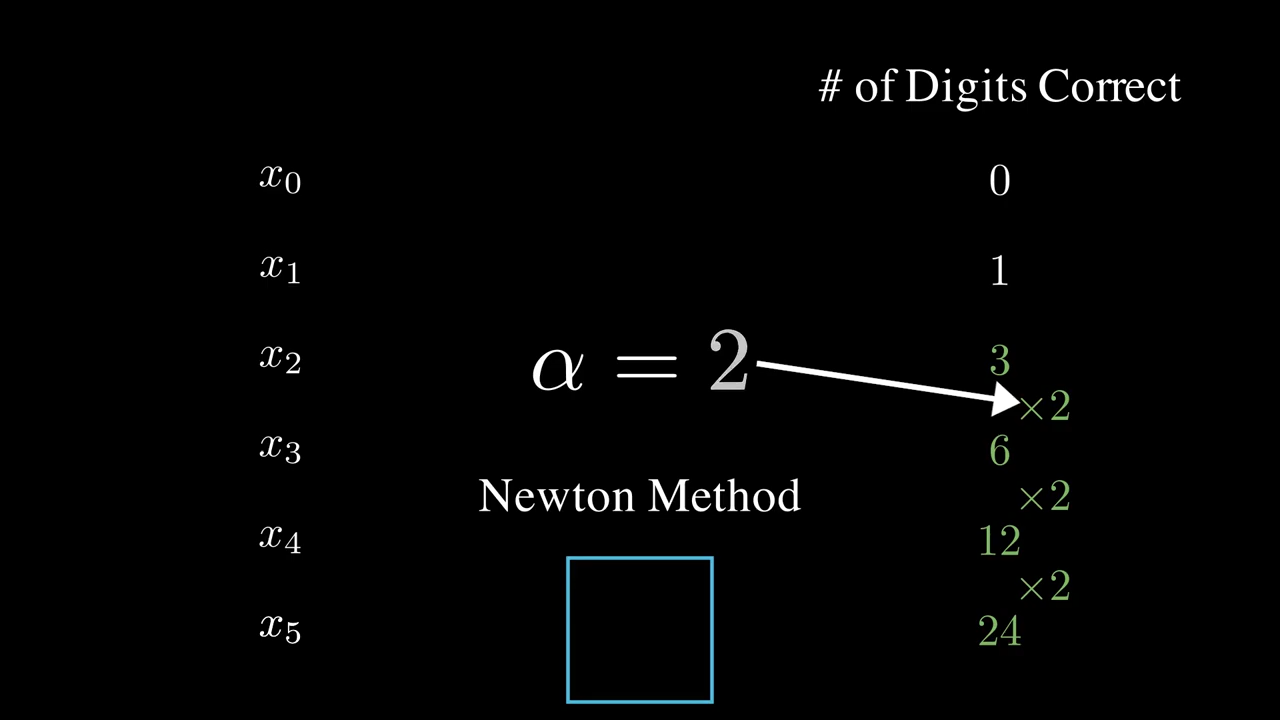 # of Digits Correct
x₀ 0
x₁ 1
x₂ 3
α = 2
×2
x₃ 6
Newton Method ×2
x₄ 12
×2
x₅ 24